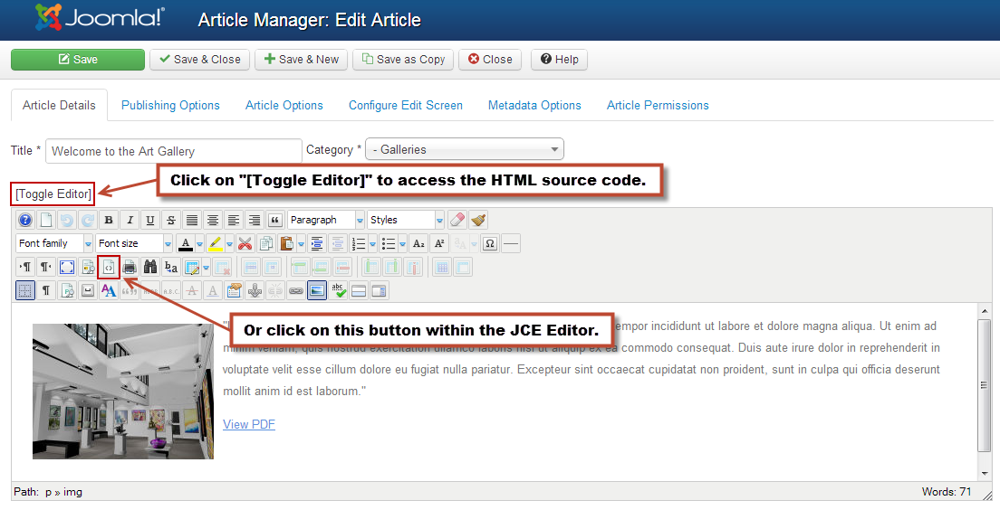 Joomla!® Article Manager: Edit Article
Save Save & Close Save & New Save as Copy Close Help
Article Details Publishing Options Article Options Configure Edit Screen Metadata Options Article Permissions
Title * Welcome to the Art Gallery Category * - Galleries
Click on "[Toggle Editor]" to access the HTML source code.
[Toggle Editor]
Paragraph Styles
Font family Font size
Or click on this button within the JCE Editor.
empor incididunt ut labore et dolore magna aliqua. Ut enim ad
minim veniam, quis nostrud exercitation ullamco laboris nisi ut aliquip ex ea commodo consequat. Duis aute irure dolor in reprehenderit in
voluptate velit esse cillum dolore eu fugiat nulla pariatur. Excepteur sint occaecat cupidatat non proident, sunt in culpa qui officia deserunt
mollit anim id est laborum."
View PDF
Path: p » img Words: 71